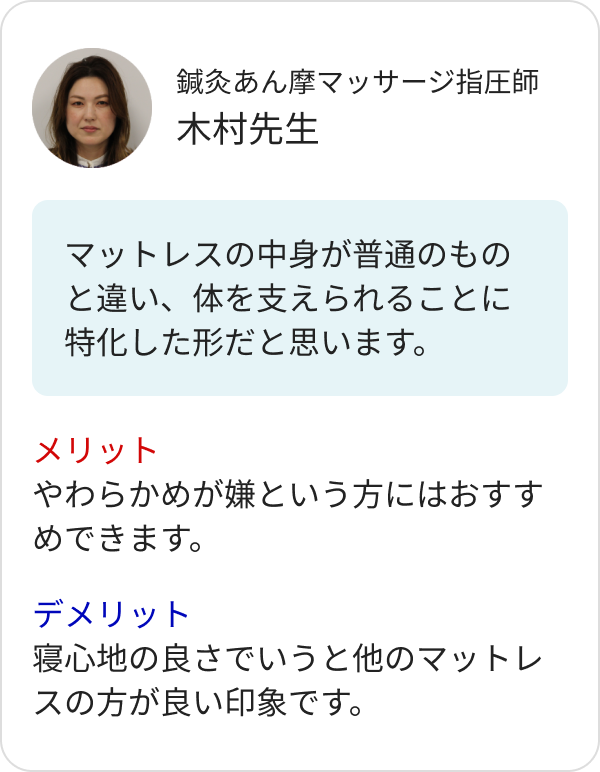 鍼灸あん摩マッサージ指圧師
木村先生
マットレスの中身が普通のもの
と違い、体を支えられることに
特化した形だと思います。
メリット
やわらかめが嫌という方にはおすす
めできます。
デメリット
寝心地の良さでいうと他のマットレ
スの方が良い印象です。